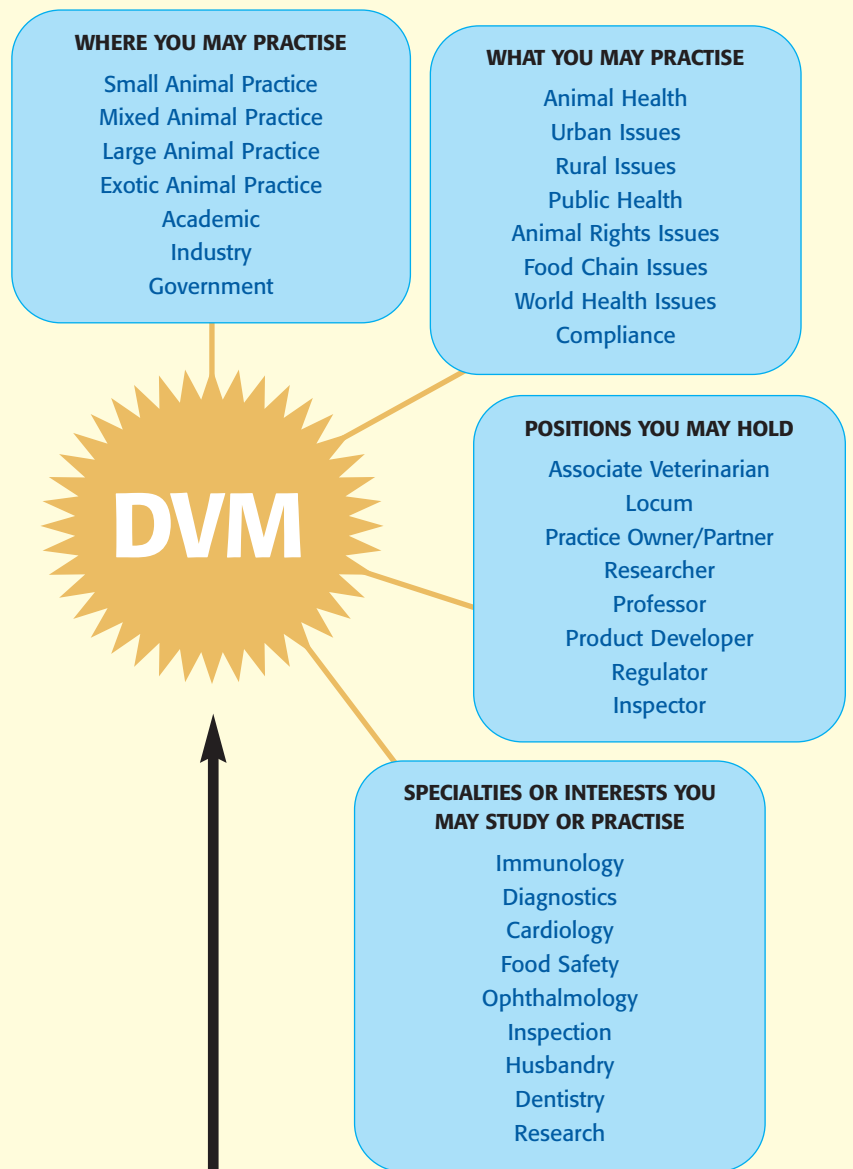 WHERE YOU MAY PRACTISE
Small Animal Practice
Mixed Animal Practice
Large Animal Practice
Exotic Animal Practice
Academic
Industry
Government
WHAT YOU MAY PRACTISE
Animal Health
Urban Issues
Rural Issues
Public Health
Animal Rights Issues
Food Chain Issues
World Health Issues
Compliance
DVM
POSITIONS YOU MAY HOLD
Associate Veterinarian
Locum
Practice Owner/Partner
Researcher
Professor
Product Developer
Regulator
Inspector
SPECIALTIES OR INTERESTS YOU
MAY STUDY OR PRACTISE
Immunology
Diagnostics
Cardiology
Food Safety
Ophthalmology
Inspection
Husbandry
Dentistry
Research